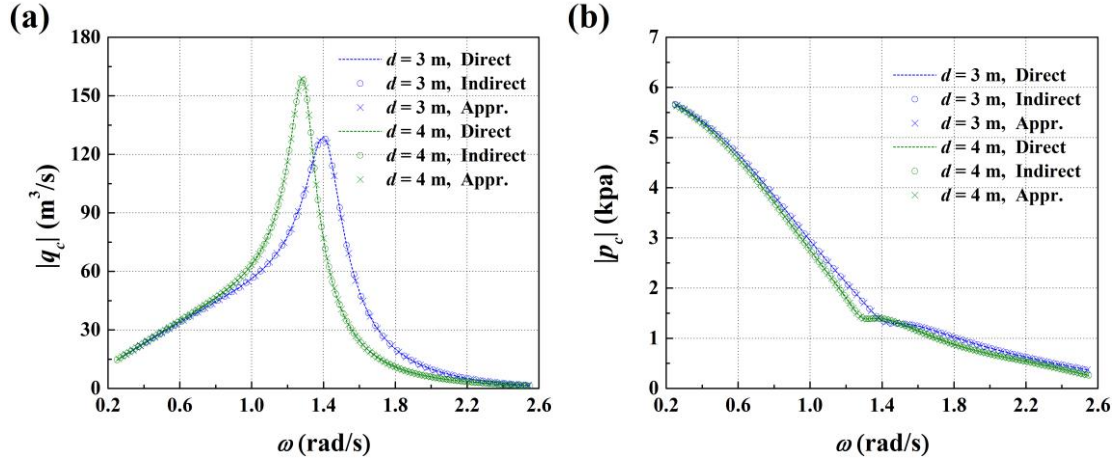 (a)
180
150
120
90
60
30
0
|q_c| (m³/s)
d = 3 m, Direct
d = 3 m, Indirect
d = 3 m, Appr.
d = 4 m, Direct
d = 4 m, Indirect
d = 4 m, Appr.
0.2 0.6 1.0 1.4 1.8 2.2 2.6
ω (rad/s)
(b)
7
6
5
4
3
2
1
0
|p_c| (kpa)
d = 3 m, Direct
d = 3 m, Indirect
d = 3 m, Appr.
d = 4 m, Direct
d = 4 m, Indirect
d = 4 m, Appr.
0.2 0.6 1.0 1.4 1.8 2.2 2.6
ω (rad/s)